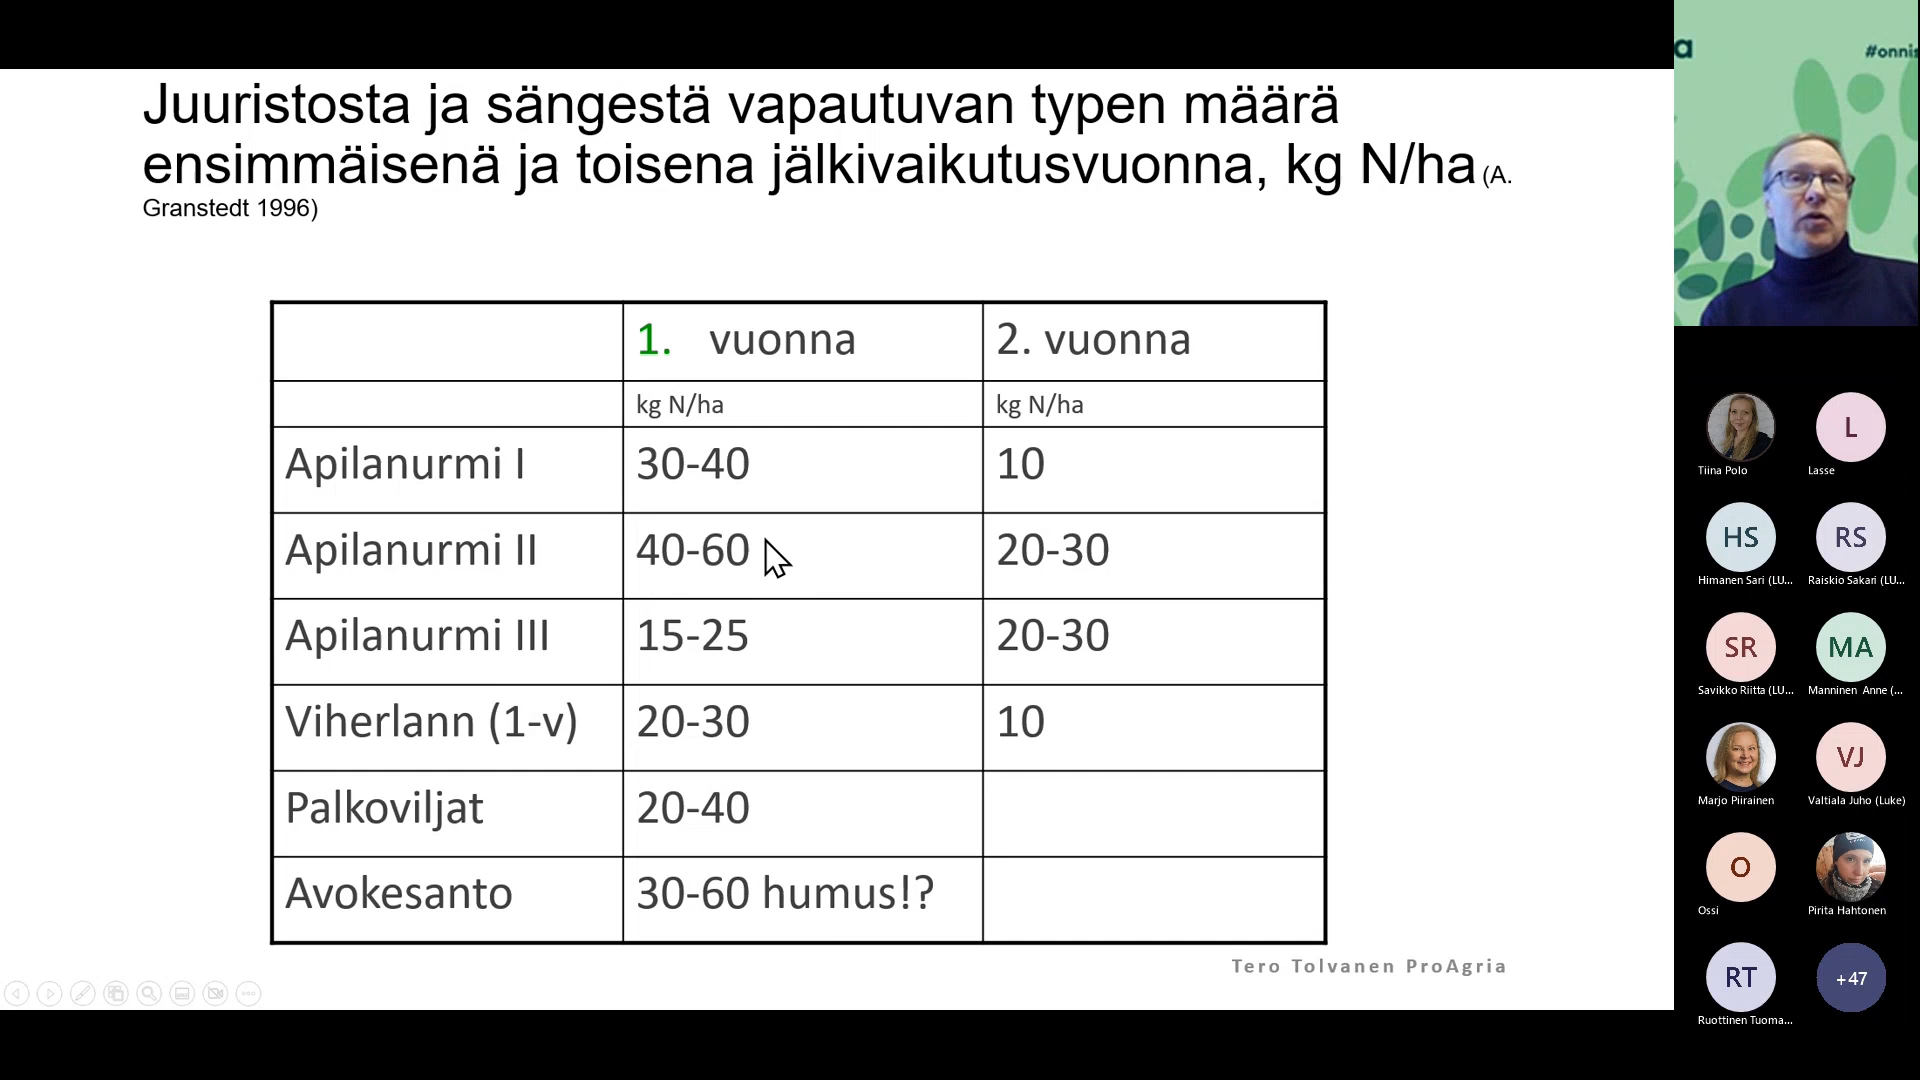 Juuristosta ja sängestä vapautuvan typen määrä
ensimmäisenä ja toisena jälkivaikutusvuonna, kg N/ha (A.
Granstedt 1996)
1. vuonna 2. vuonna
kg N/ha kg N/ha
Apilanurmi I 30-40 10
Apilanurmi II 40-60 20-30
Apilanurmi III 15-25 20-30
Viherlann (1-v) 20-30 10
Palkoviljat 20-40
Avokesanto 30-60 humus!?
Tero Tolvanen ProAgria
a #onnis
L
Tiina Polo Lasse
HS RS
Himanen Sari (LU... Raiskio Sakari (LU...
SR MA
Savikko Riitta (LU... Manninen Anne (...
VJ
Marjo Piirainen Valtiala Juho (Luke)
O
Ossi Pirita Hahtonen
RT +47
Ruottinen Tuoma...